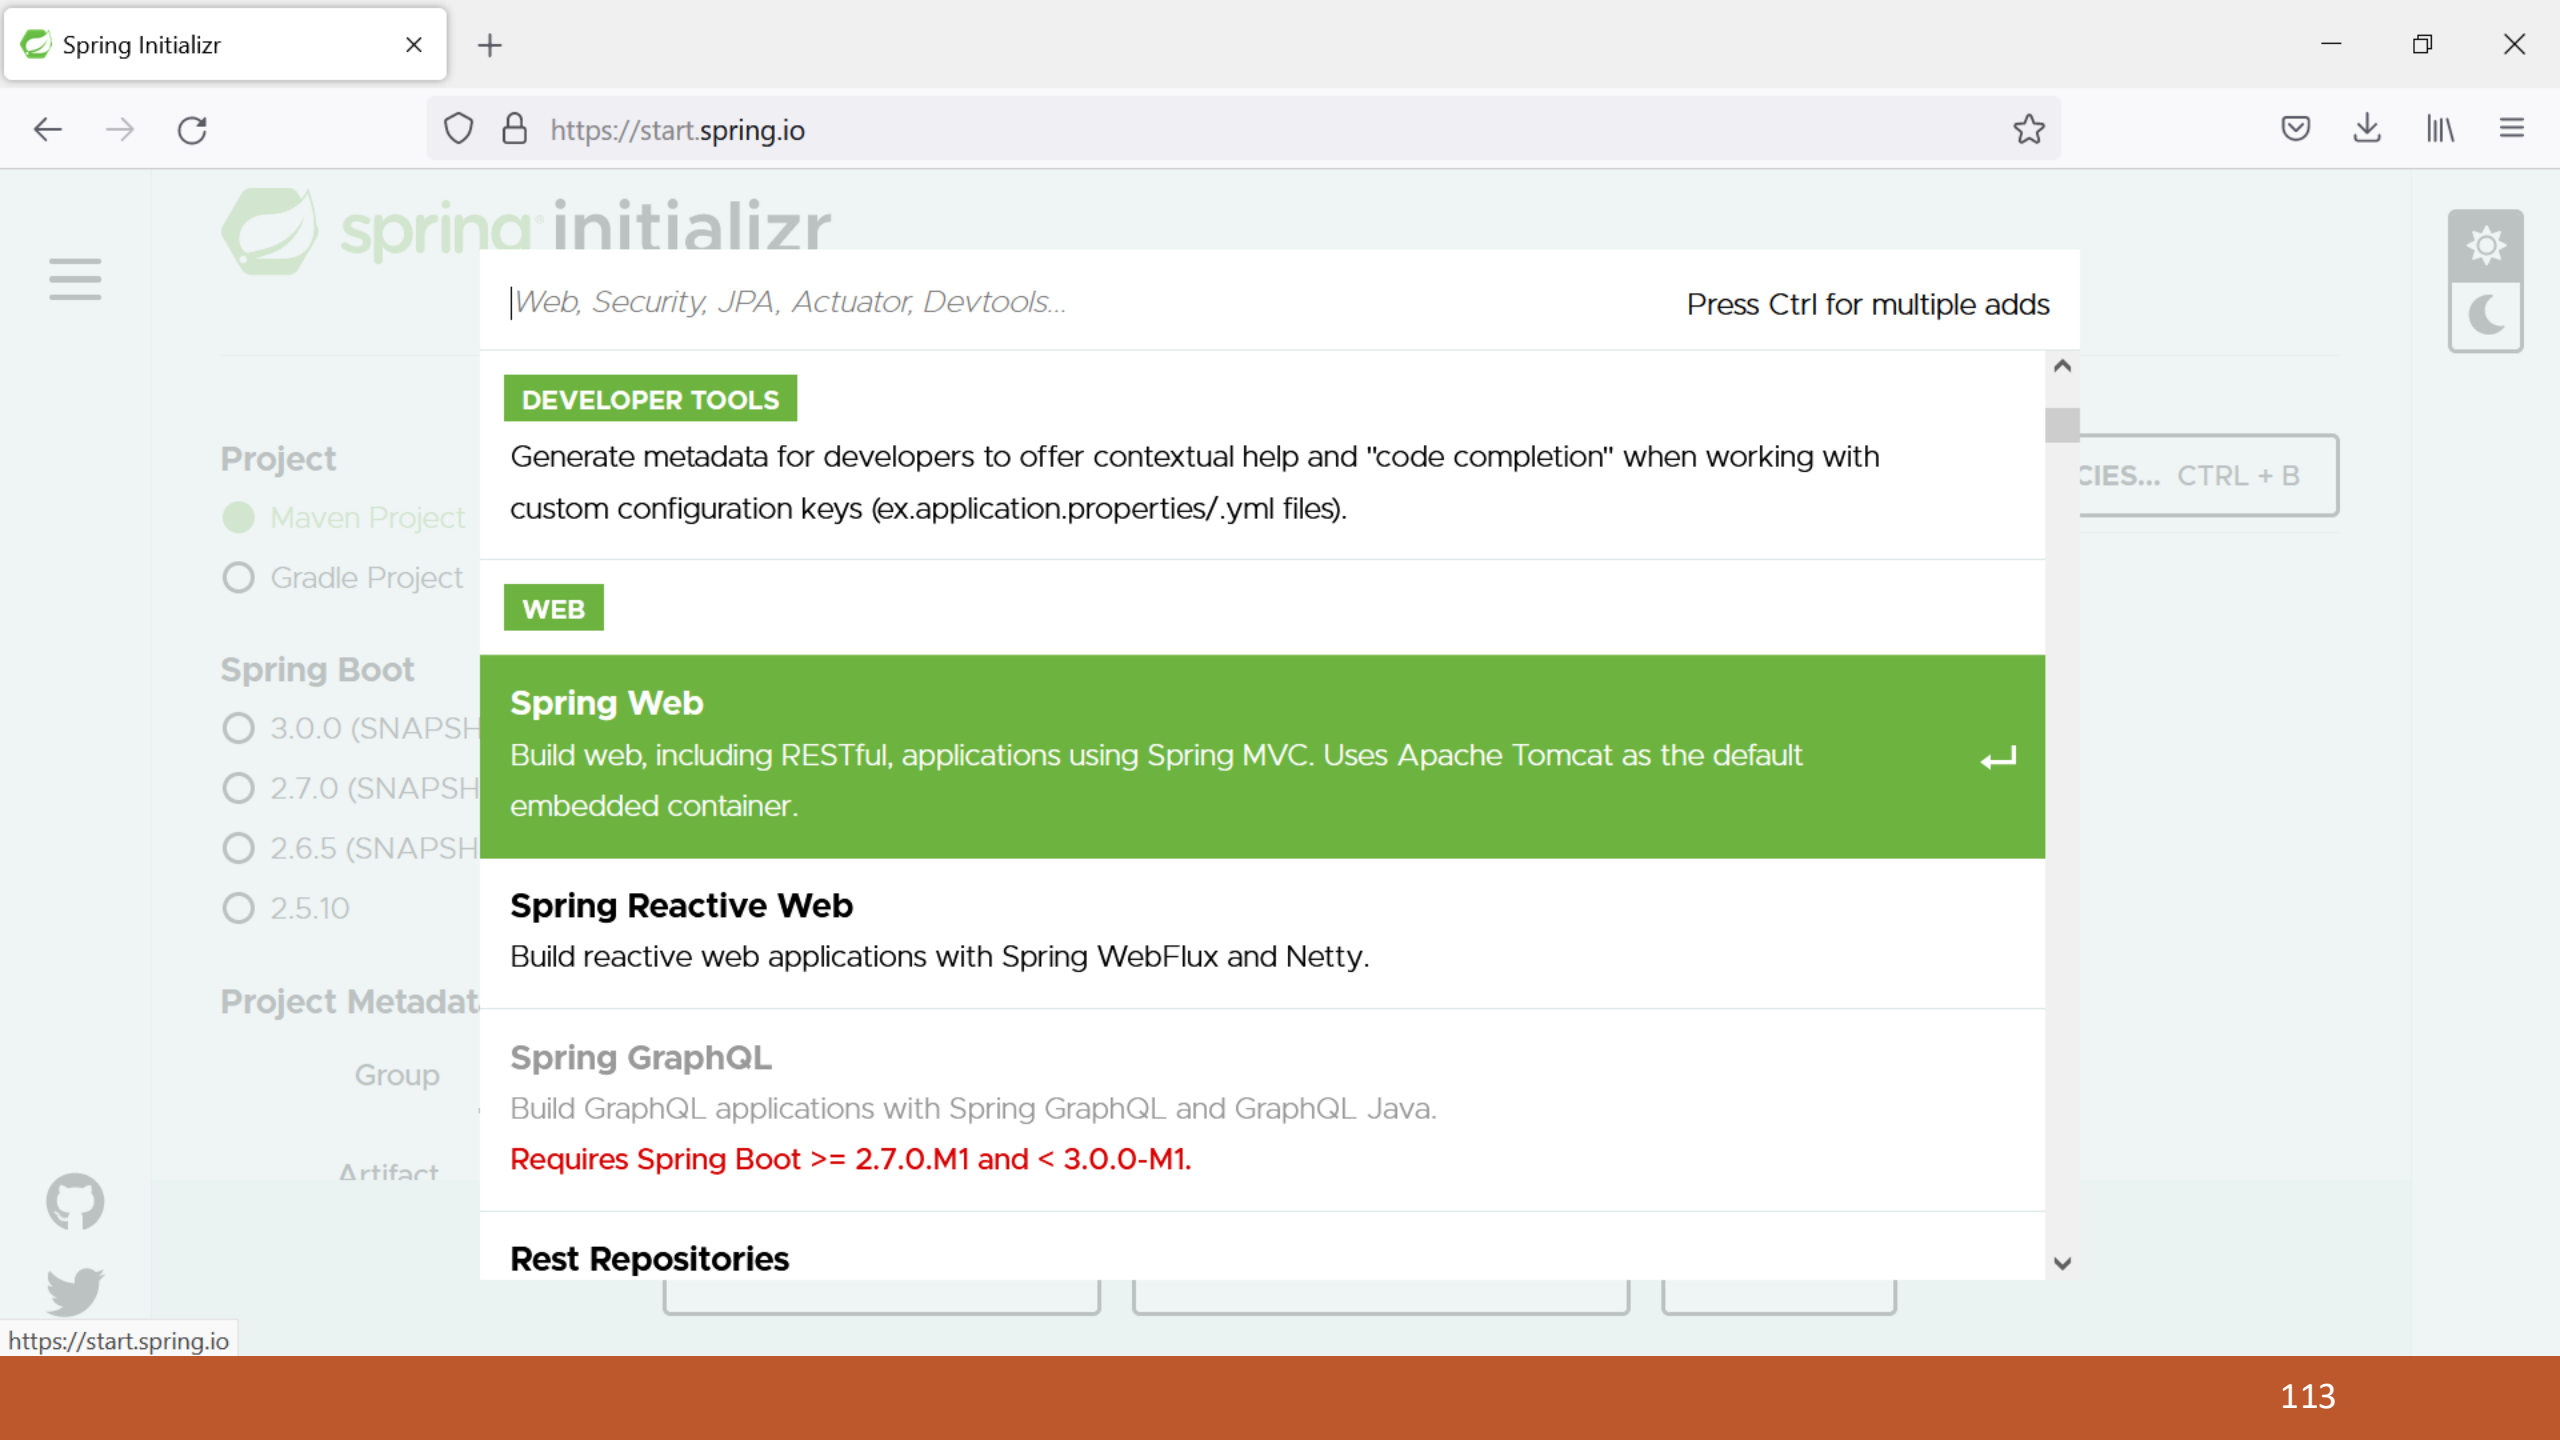 Spring Initializr
https://start.spring.io
spring initializr
Web, Security, JPA, Actuator, Devtools...
Press Ctrl for multiple adds
DEVELOPER TOOLS
Generate metadata for developers to offer contextual help and "code completion" when working with
custom configuration keys (ex.application.properties/.yml files).
WEB
Spring Web
Build web, including RESTful, applications using Spring MVC. Uses Apache Tomcat as the default
embedded container.
Spring Reactive Web
Build reactive web applications with Spring WebFlux and Netty.
Spring GraphQL
Build GraphQL applications with Spring GraphQL and GraphQL Java.
Requires Spring Boot >= 2.7.0.M1 and < 3.0.0-M1.
Rest Repositories
Project
Maven Project
Gradle Project
Spring Boot
3.0.0 (SNAPSH
2.7.0 (SNAPSH
2.6.5 (SNAPSH
2.5.10
Project Metadat
Group
Artifact
CIES... CTRL + B
https://start.spring.io
113